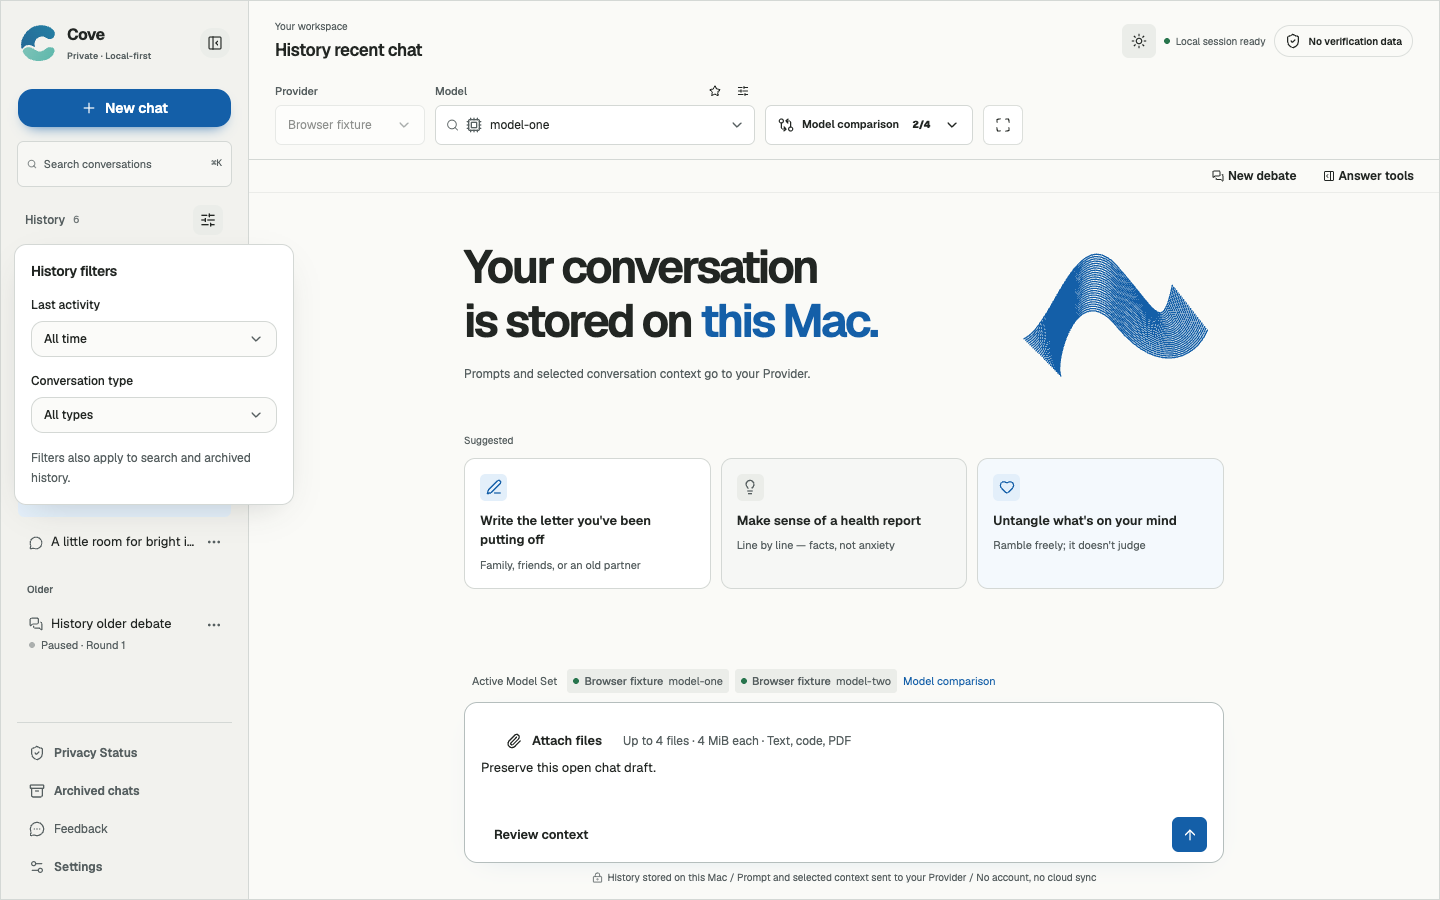 Cove
Private · Local-first
New chat
Search conversations
⌘K
History 6
History filters
Last activity
All time
Conversation type
All types
Filters also apply to search and archived
history.
A little room for bright i...
Older
History older debate
Paused · Round 1
Privacy Status
Archived chats
Feedback
Settings
Your workspace
History recent chat
Local session ready
No verification data
Provider
Browser fixture
Model
model-one
Model comparison 2/4
New debate
Answer tools
Your conversation
is stored on this Mac.
Prompts and selected conversation context go to your Provider.
Suggested
Write the letter you've been
putting off
Family, friends, or an old partner
Make sense of a health report
Line by line — facts, not anxiety
Untangle what's on your mind
Ramble freely; it doesn't judge
Active Model Set
Browser fixture model-one
Browser fixture model-two
Model comparison
Attach files
Up to 4 files · 4 MiB each · Text, code, PDF
Preserve this open chat draft.
Review context
History stored on this Mac / Prompt and selected context sent to your Provider / No account, no cloud sync